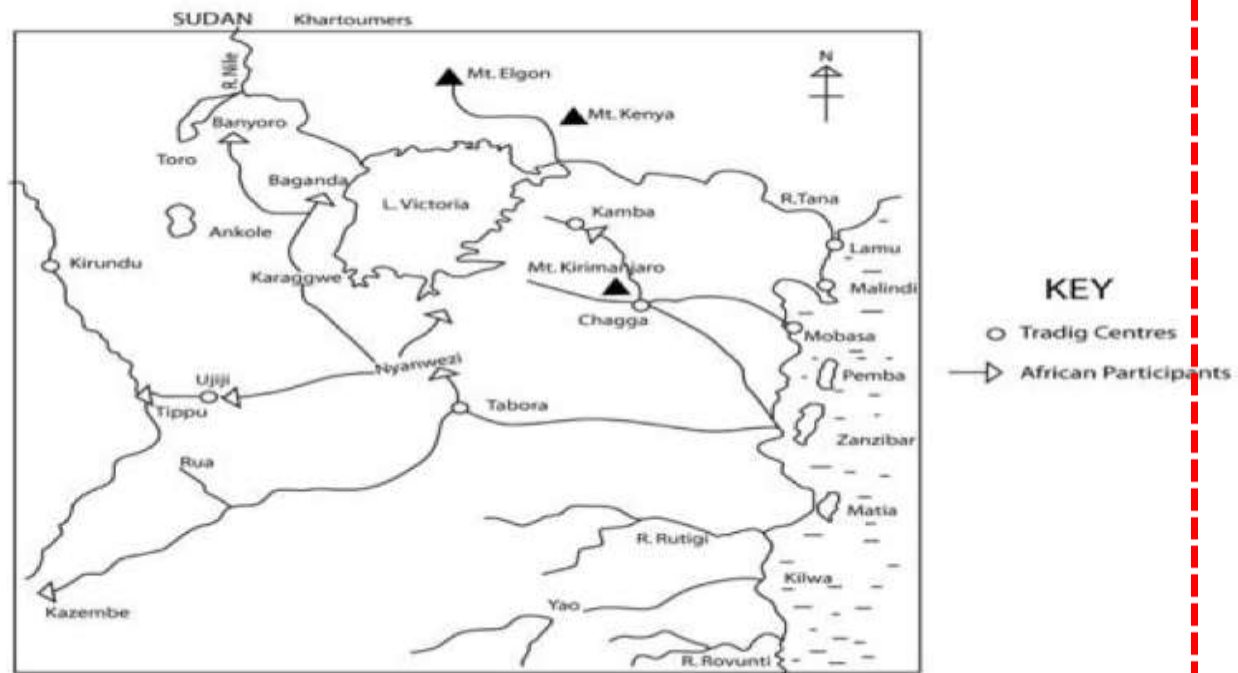 SUDAN Khartoumers
R. Nile
Mt. Elgon
N
Mt. Kenya
Banyoro
Toro
Baganda
L. Victoria
R. Tana
Kamba
Ankole
Lamu
Kirundu
Karaggwe
Mt. Kirimanjaro
Malindi
KEY
Chagga
Mobasa
Tradig Centres
Nyanwezi
Pemba
African Participants
Ujiji
Tippu
Tabora
Zanzibar
Rua
Matia
R. Rutigi
Kilwa
Kazembe
Yao
R. Rovunti